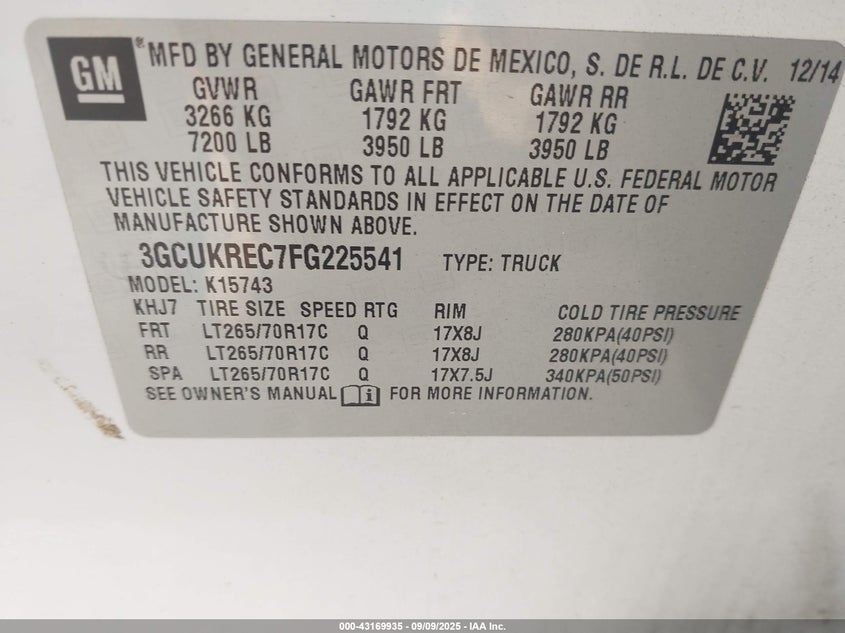 GM
® MFD BY GENERAL MOTORS DE MEXICO, S. DE R.L. DE C.V. 12/14
GVWR GAWR FRT GAWR RR
3266 KG 1792 KG 1792 KG
7200 LB 3950 LB 3950 LB
THIS VEHICLE CONFORMS TO ALL APPLICABLE U.S. FEDERAL MOTOR
VEHICLE SAFETY STANDARDS IN EFFECT ON THE DATE OF
MANUFACTURE SHOWN ABOVE.
3GCUKREC7FG225541 TYPE: TRUCK
MODEL: K15743
KHJ7 TIRE SIZE SPEED RTG RIM COLD TIRE PRESSURE
FRT LT265/70R17C Q 17X8J 280KPA(40PSI)
RR LT265/70R17C Q 17X8J 280KPA(40PSI)
SPA LT265/70R17C Q 17X7.5J 340KPA(50PSI)
SEE OWNER'S MANUAL i FOR MORE INFORMATION.
000-43169935 - 09/09/2025 - IAA Inc.